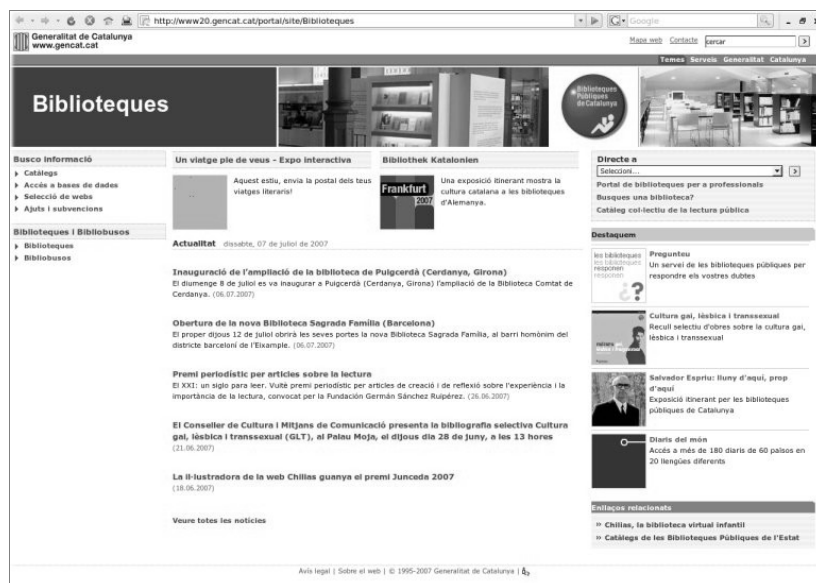 http://www20.gencat.cat/portal/site/Biblioteques
Google
Generalitat de Catalunya
www.gencat.cat
Mapa web Contacte cercar
Temes Serveis Generalitat Catalunya
Biblioteques
Biblioteques
Públiques
de Catalunya
Busco informació
Catàlegs
Accés a bases de dades
Selecció de webs
Ajuts i subvencions
Biblioteques i Bibliobusos
Biblioteques
Bibliobusos
Un viatge ple de veus - Expo interactiva
Aquest estiu, envia la postal dels teus
viatges literaris!
Bibliothek Katalonien
Frankfurt
2007
Una exposició itinerant mostra la
cultura catalana a les biblioteques
d'Alemanya.
Actualitat dissabte, 07 de juliol de 2007
Inauguració de l'ampliació de la biblioteca de Puigcerdà (Cerdanya, Girona)
El diumenge 8 de juliol es va inaugurar a Puigcerdà (Cerdanya, Girona) l'ampliació de la Biblioteca Comtat de
Cerdanya. (06.07.2007)
Obertura de la nova Biblioteca Sagrada Família (Barcelona)
El proper dijous 12 de juliol obrirà les seves portes la nova Biblioteca Sagrada Família, al barri homònim del
districte barceloní de l'Eixample. (06.07.2007)
Premi periodístic per articles sobre la lectura
El XXI: un siglo para leer. Vuitè premi periodístic per articles de creació i de reflexió sobre l'experiència i la
importància de la lectura, convocat per la Fundación Germán Sánchez Ruipérez. (26.06.2007)
El Conseller de Cultura i Mitjans de Comunicació presenta la bibliografia selectiva Cultura
gai, lèsbica i transsexual (GLT), al Palau Moja, el dijous dia 28 de juny, a les 13 hores
(21.06.2007)
La il·lustradora de la web Chilias guanya el premi Junceda 2007
(18.06.2007)
Veure totes les notícies
Directe a
Seleccioni...
Portal de biblioteques per a professionals
Busques una biblioteca?
Catàleg col·lectiu de la lectura pública
Destaquem
les biblioteques
les biblioteques
responen
responen
¿?
Pregunteu
Un servei de les biblioteques públiques per
respondre els vostres dubtes
Cultura gai, lèsbica i transsexual
Recull selectiu d'obres sobre la cultura gai,
lèsbica i transsexual
Salvador Espriu: lluny d'aquí, prop
d'aquí
Exposició itinerant per les biblioteques
públiques de Catalunya
Diaris del món
Accés a més de 180 diaris de 60 països en
20 llengües diferents
Enllaços relacionats
» Chilias, la biblioteca virtual infantil
» Catàlegs de les Biblioteques Públiques de l'Estat
Avís legal | Sobre el web | © 1995-2007 Generalitat de Catalunya |